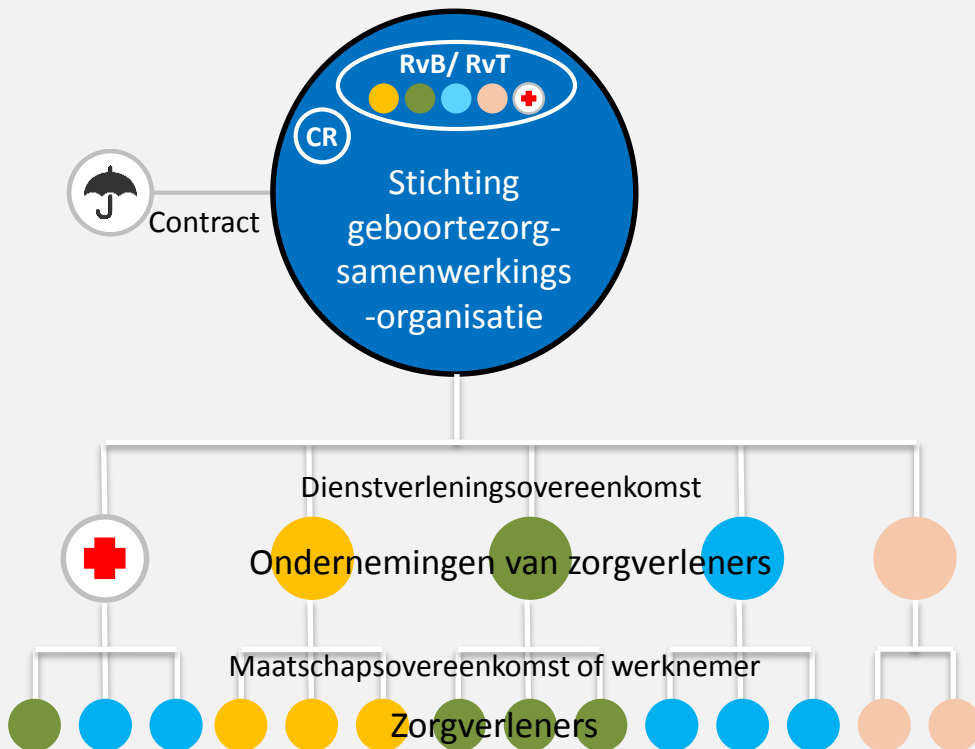 RvB/ RvT
CR
Stichting
geboortezorg-
samenwerkings
-organisatie
Contract
Dienstverleningsovereenkomst
Ondernemingen van zorgverleners
Maatschapsovereenkomst of werknemer
Zorgverleners